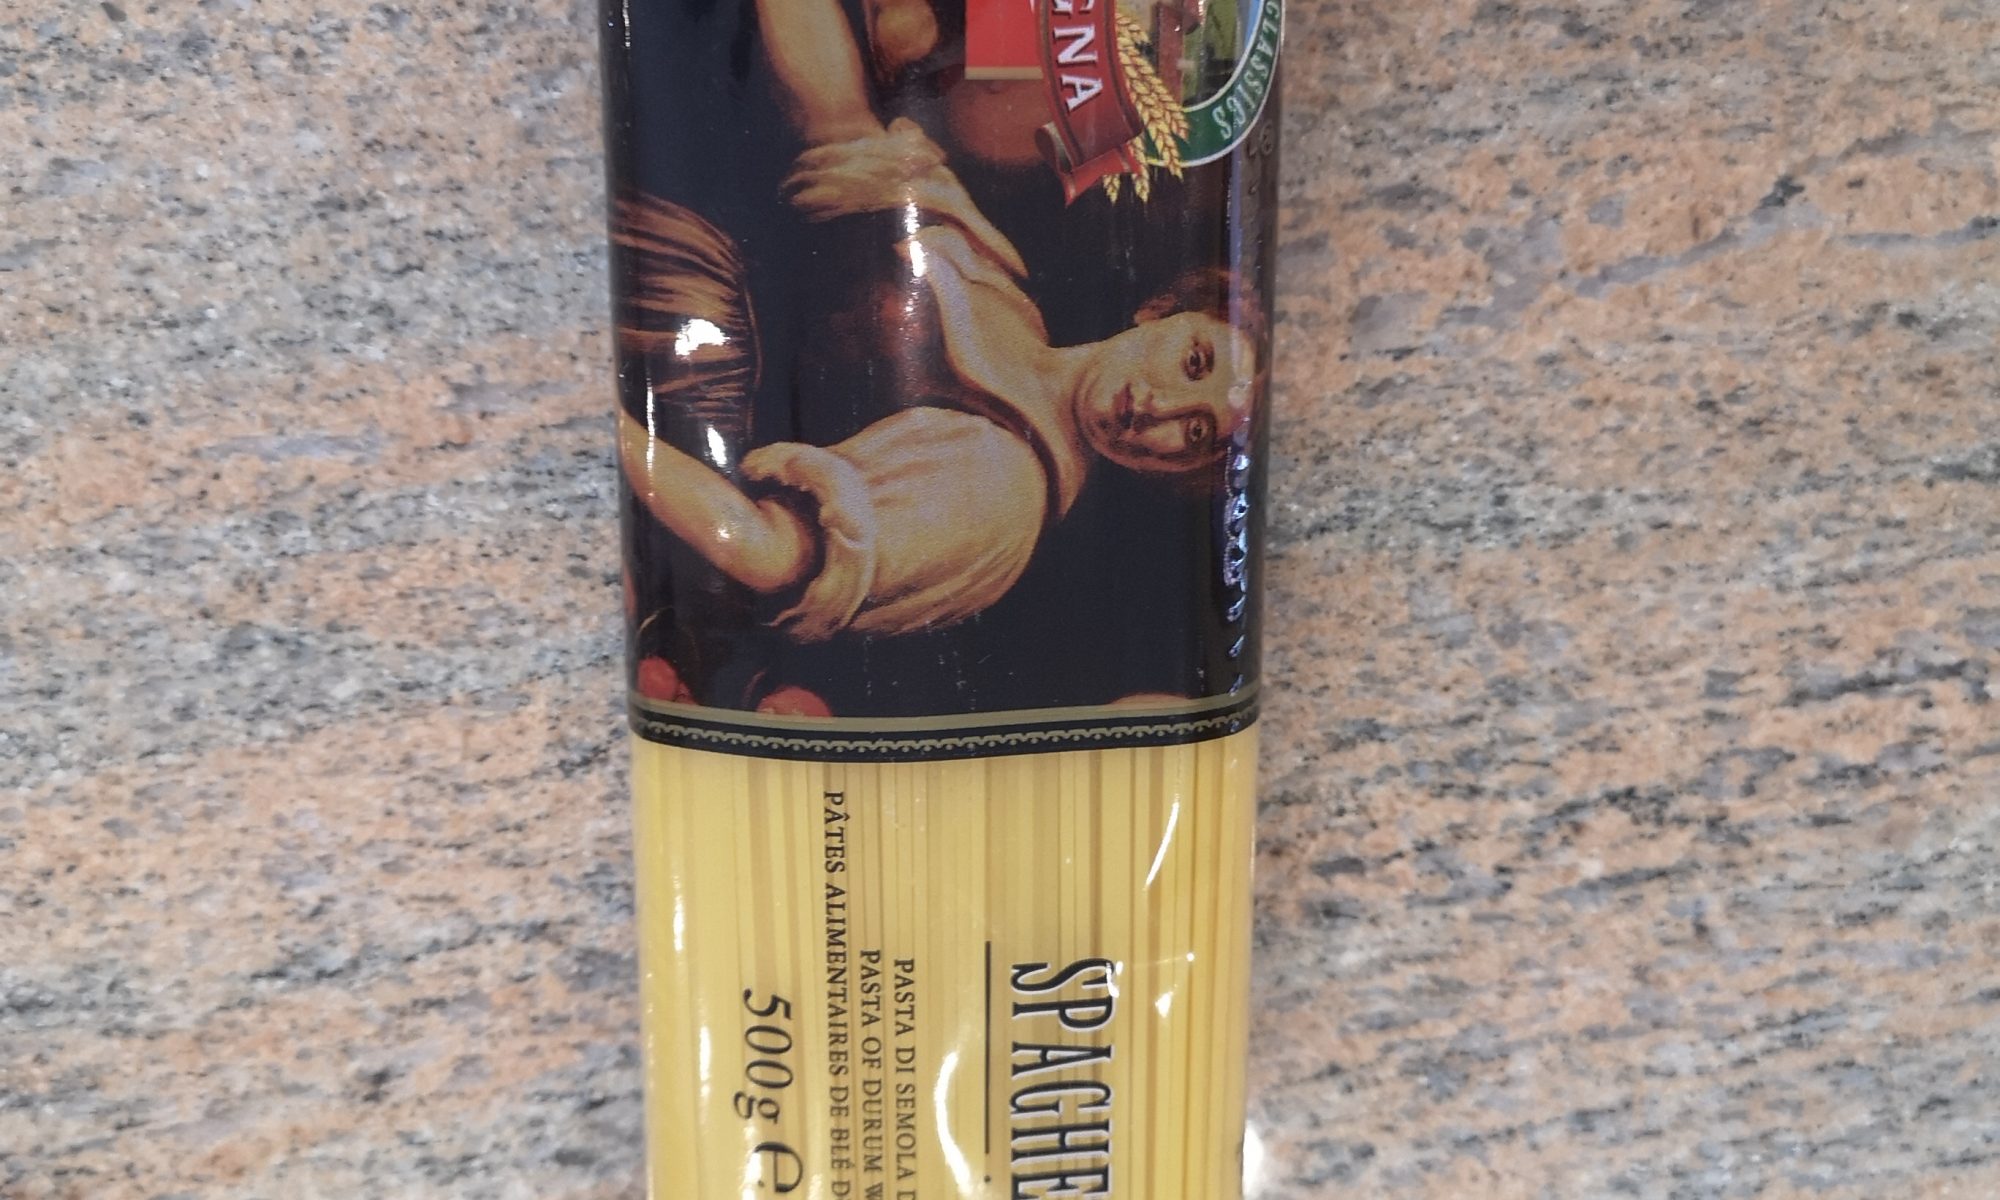 GNA
CLASSICS
SPAGHE
PASTA DI SEMOLA D
PASTA OF DURUM W
PÂTES ALIMENTAIRES DE BLÉ D
500g e